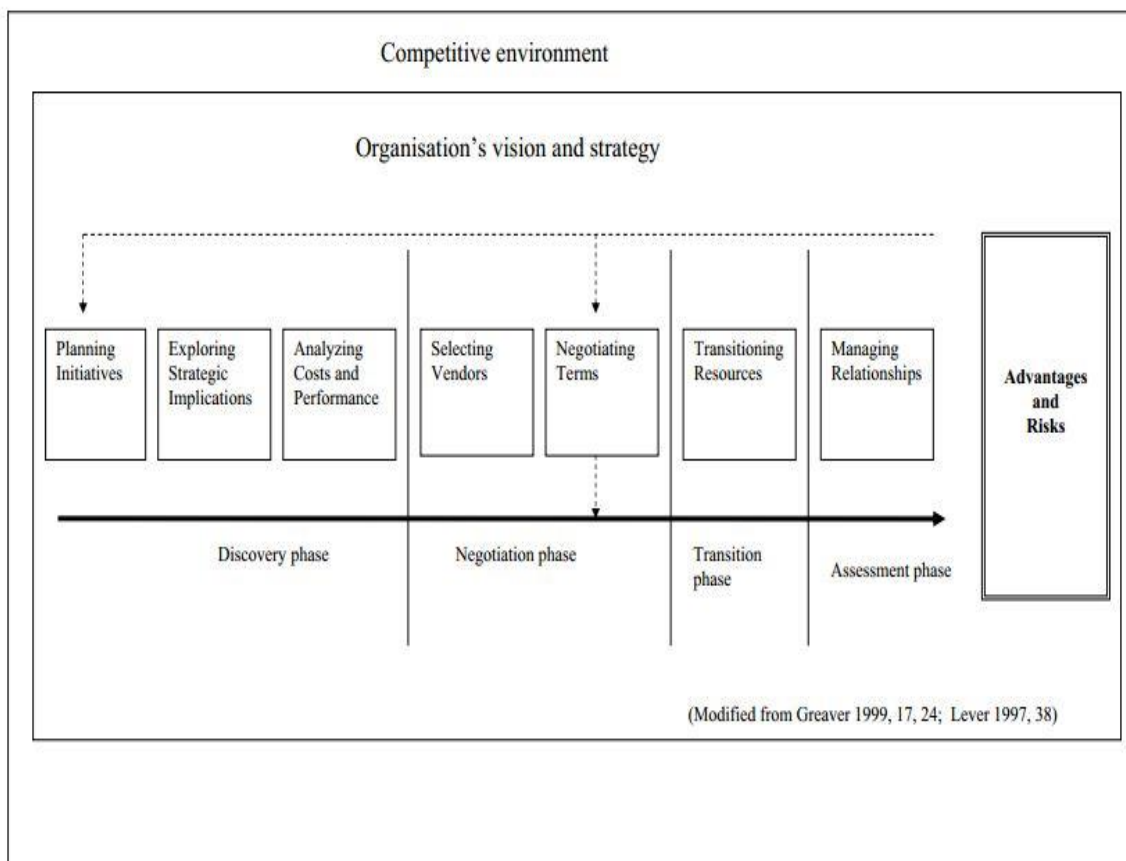 Competitive environment
Organisation's vision and strategy
Planning
Initiatives
Exploring
Strategic
Implications
Analyzing
Costs and
Performance
Selecting
Vendors
Negotiating
Terms
Transitioning
Resources
Managing
Relationships
Advantages
and
Risks
Discovery phase
Negotiation phase
Transition
phase
Assessment phase
(Modified from Greaver 1999, 17, 24; Lever 1997, 38)